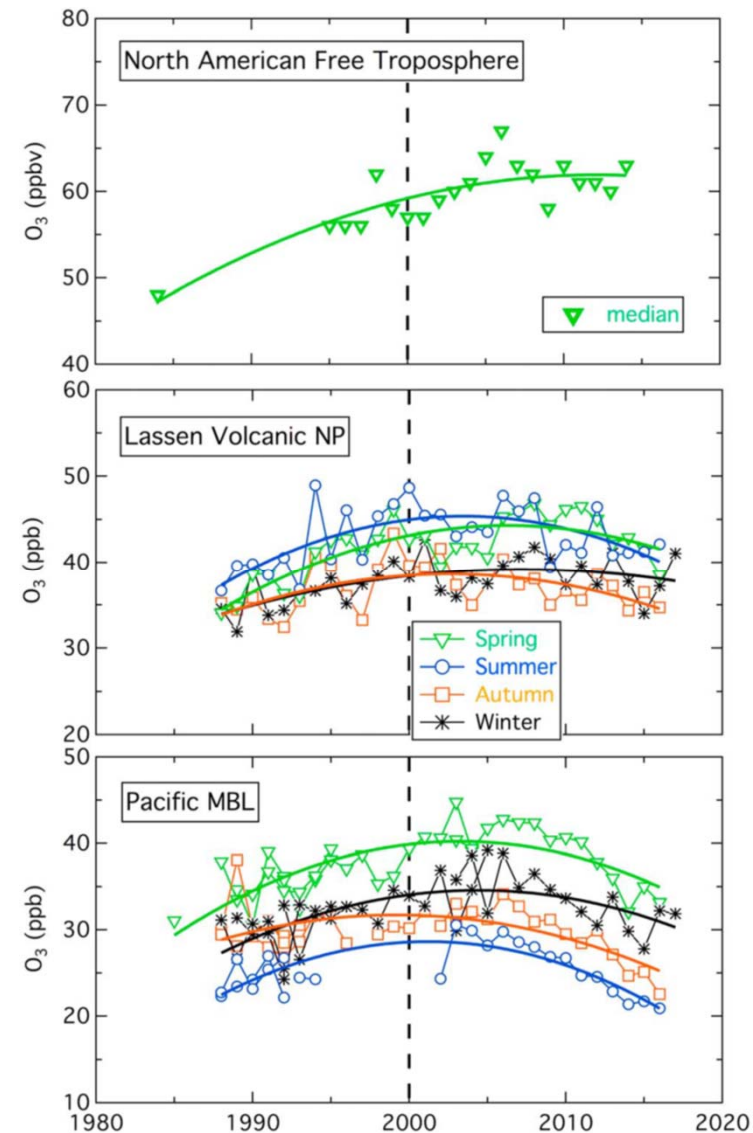 80
North American Free Troposphere
70
O3 (ppbv)
60
50
median
40
60
Lassen Volcanic NP
50
O3 (ppb)
40
30
Spring
Summer
Autumn
Winter
20
50
Pacific MBL
40
O3 (ppb)
30
20
10
1980 1990 2000 2010 2020